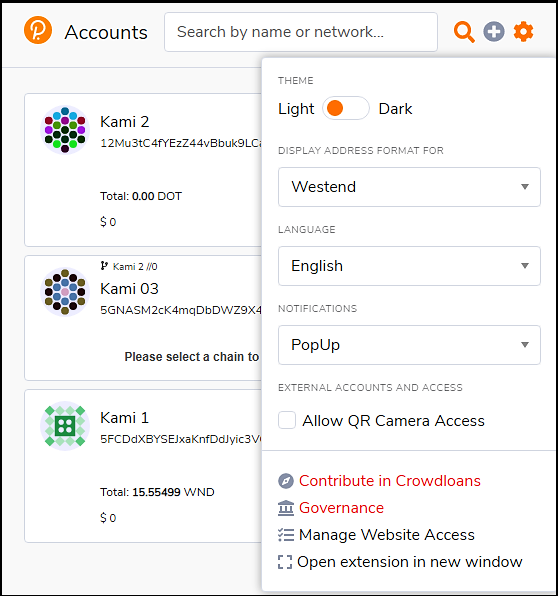 Accounts
Search by name or network...
Kami 2
12Mu3tC4fYEzZ44vBbuk9LC
Total: 0.00 DOT
$ 0
Kami 2 //0
Kami 03
5GNASM2cK4mqDbDWZ9X4
Please select a chain to
Kami 1
5FCDdXBYSEJxaKnfDdJyic3V
Total: 15.55499 WND
$ 0
THEME
Light Dark
DISPLAY ADDRESS FORMAT FOR
Westend
LANGUAGE
English
NOTIFICATIONS
PopUp
EXTERNAL ACCOUNTS AND ACCESS
Allow QR Camera Access
Contribute in Crowdloans
Governance
Manage Website Access
Open extension in new window